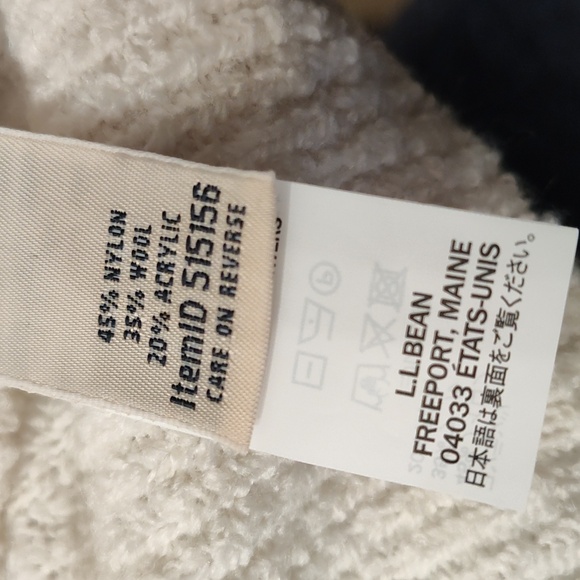 45% NYLON
35% WOOL
20% ACRYLIC
ItemID 515156
CARE ON REVERSE
L.L.BEAN
FREEPORT, MAINE
04033 ÉTATS-UNIS
日本語は裏面をご覧ください。